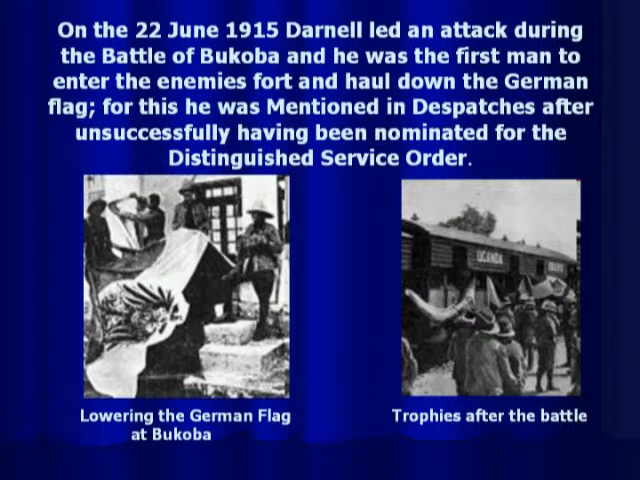 On the 22 June 1915 Darnell led an attack during
the Battle of Bukoba and he was the first man to
enter the enemies fort and haul down the German
flag; for this he was Mentioned in Despatches after
unsuccessfully having been nominated for the
Distinguished Service Order.
UGANDA
Lowering the German Flag
at Bukoba
Trophies after the battle